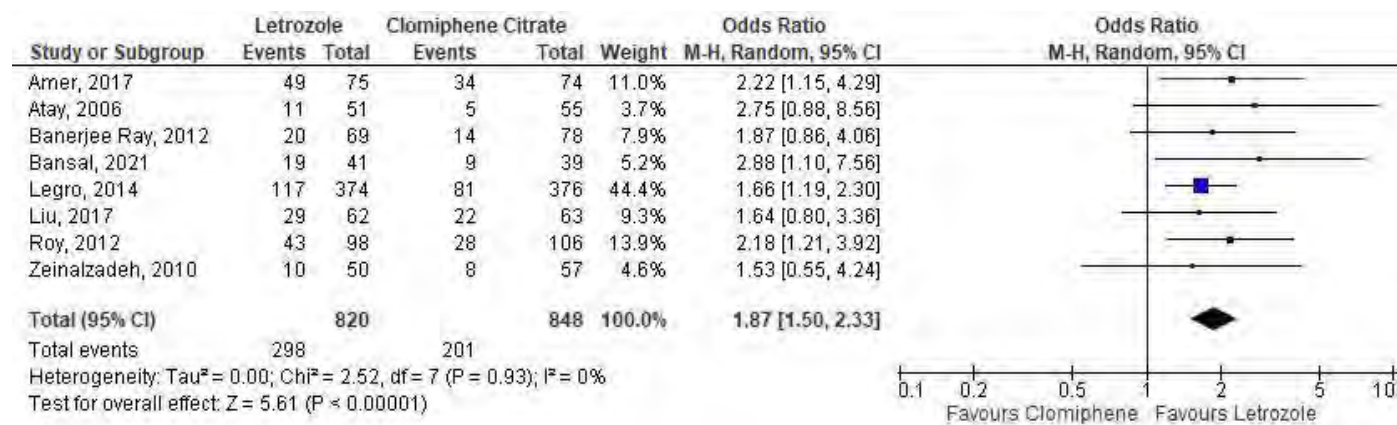 Letrozole Clomiphene Citrate Odds Ratio Odds Ratio
Study or Subgroup Events Total Events Total Weight M-H, Random, 95% CI M-H, Random, 95% CI
Amer, 2017 49 75 34 74 11.0% 2.22 [1.15, 4.29]
Atay, 2006 11 51 5 55 3.7% 2.75 [0.88, 8.56]
Banerjee Ray, 2012 20 69 14 78 7.9% 1.87 [0.86, 4.06]
Bansal, 2021 19 41 9 39 5.2% 2.88 [1.10, 7.56]
Legro, 2014 117 374 81 376 44.4% 1.66 [1.19, 2.30]
Liu, 2017 29 62 22 63 9.3% 1.64 [0.80, 3.36]
Roy, 2012 43 98 28 106 13.9% 2.18 [1.21, 3.92]
Zeinalzadeh, 2010 10 50 8 57 4.6% 1.53 [0.55, 4.24]
Total (95% CI) 820 848 100.0% 1.87 [1.50, 2.33]
Total events 298 201
Heterogeneity: Tau² = 0.00; Chi² = 2.52, df = 7 (P = 0.93); I² = 0%
Test for overall effect: Z = 5.61 (P < 0.00001)
0.1 0.2 0.5 1 2 5 10
Favours Clomiphene Favours Letrozole